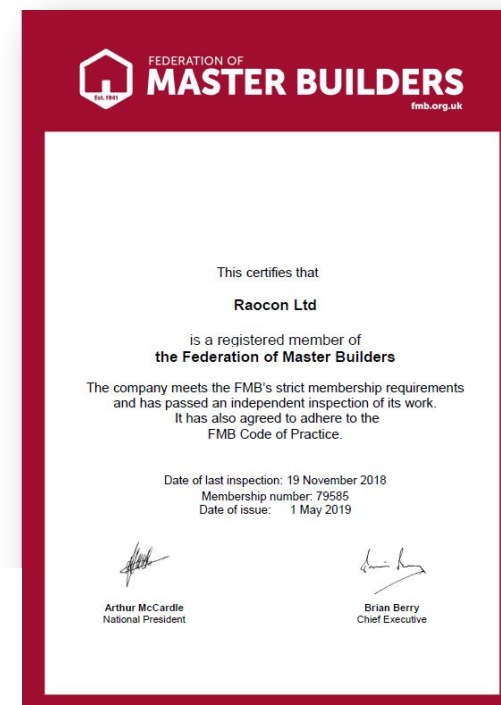 FEDERATION OF
MASTER BUILDERS
Est. 1941
fmb.org.uk
This certifies that
Raocon Ltd
is a registered member of
the Federation of Master Builders
The company meets the FMB's strict membership requirements
and has passed an independent inspection of its work.
It has also agreed to adhere to the
FMB Code of Practice.
Date of last inspection: 19 November 2018
Membership number: 79585
Date of issue: 1 May 2019
Arthur McCardle
National President
Brian Berry
Chief Executive